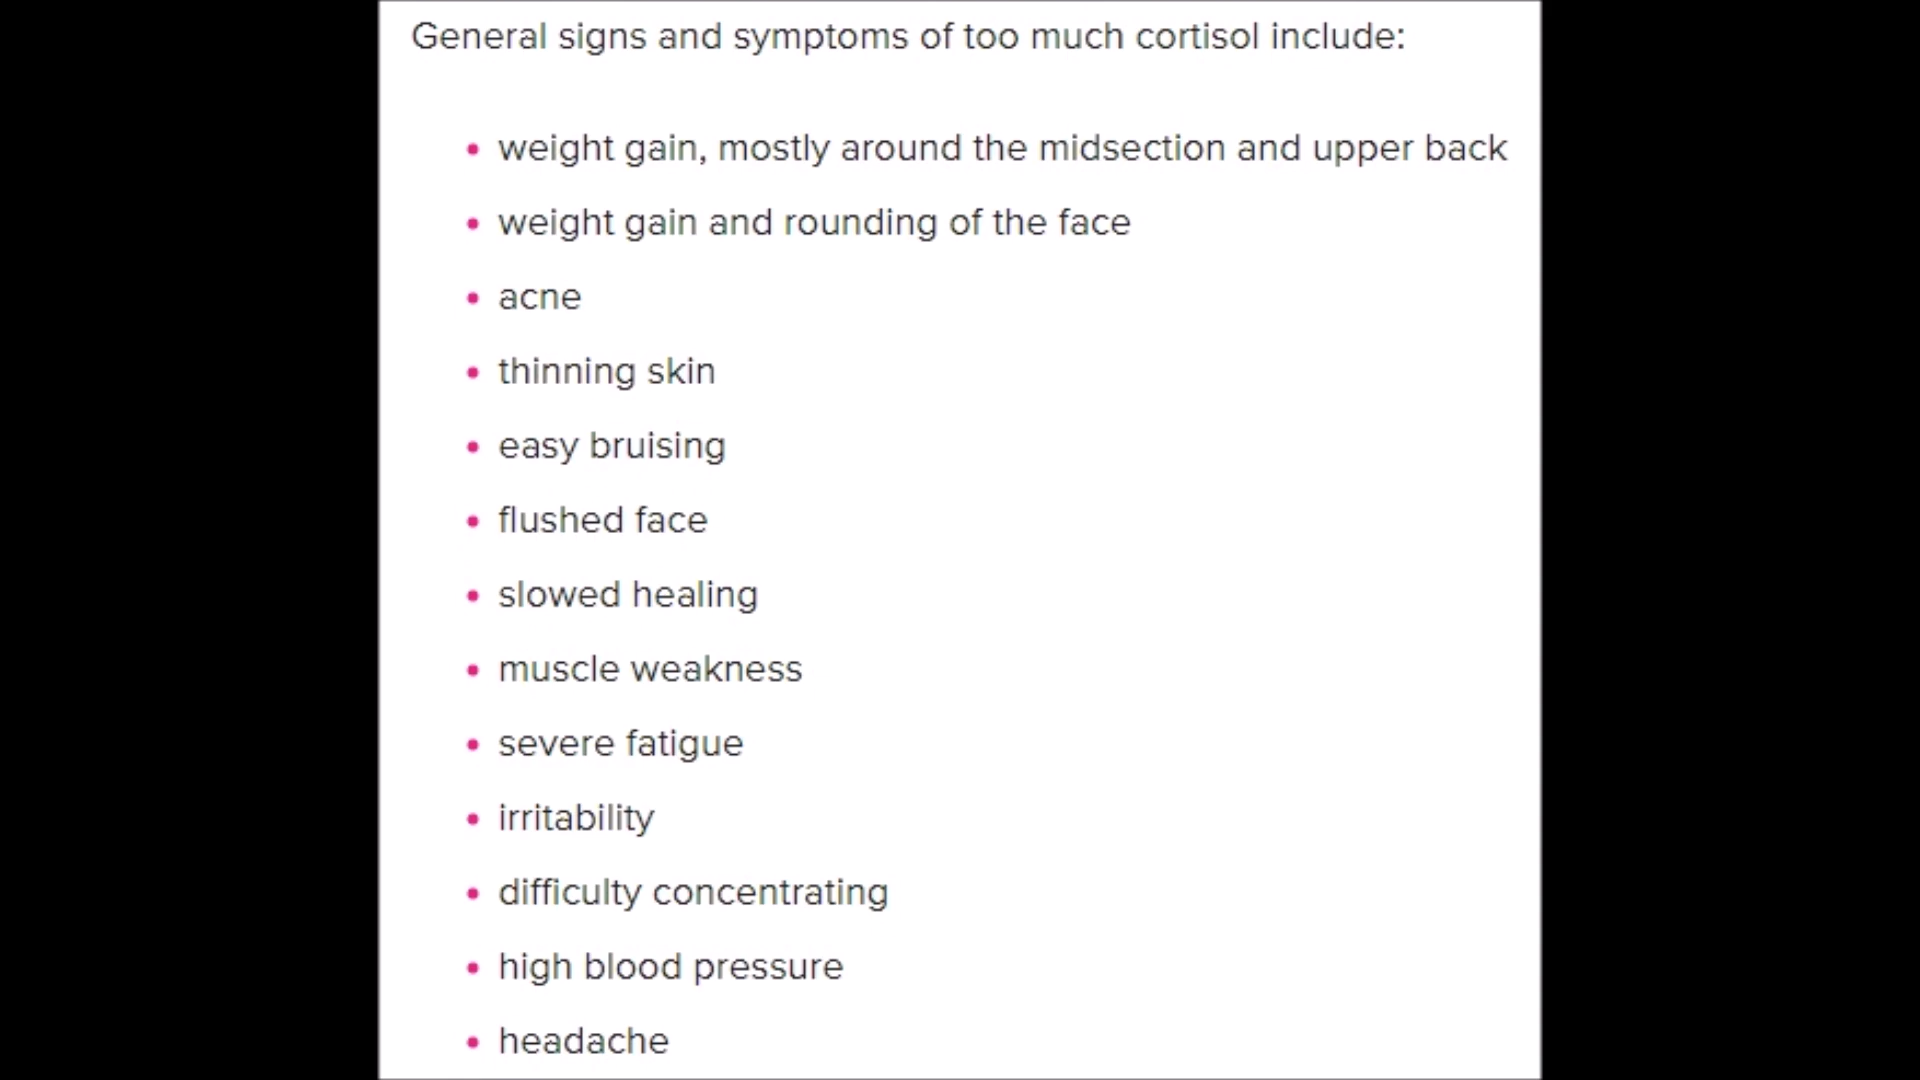 General signs and symptoms of too much cortisol include:
• weight gain, mostly around the midsection and upper back
• weight gain and rounding of the face
• acne
• thinning skin
• easy bruising
• flushed face
• slowed healing
• muscle weakness
• severe fatigue
• irritability
• difficulty concentrating
• high blood pressure
• headache